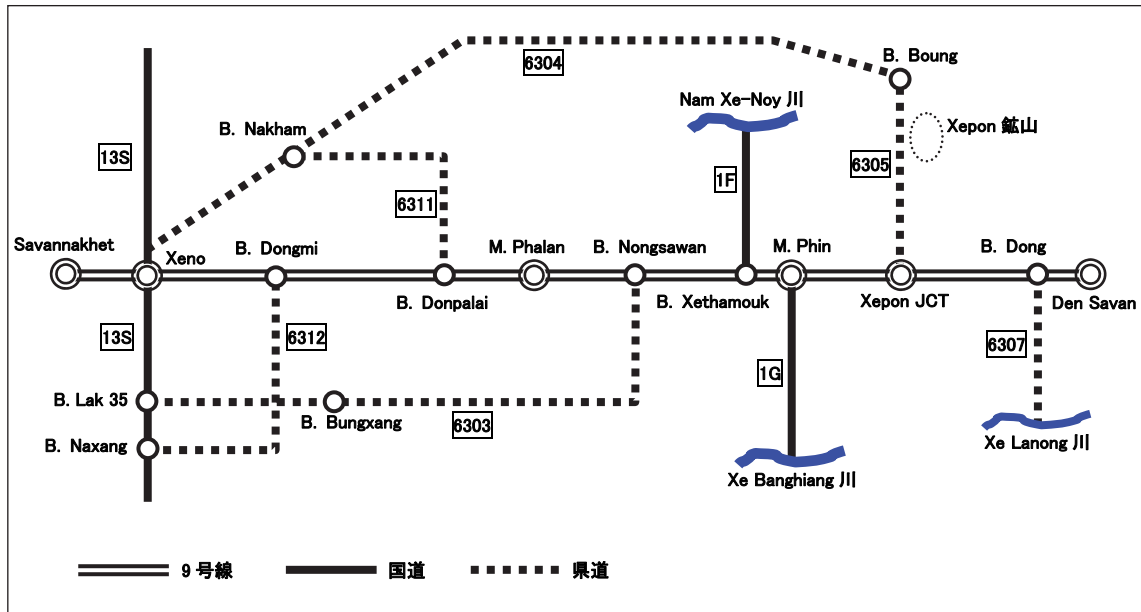 6304
B. Boung
Nam Xe-Noy 川
B. Nakham
Xepon 鉱山
13S
1F
6305
6311
Savannakhet
Xeno
B. Dongmi
M. Phalan
B. Nongsawan
M. Phin
B. Dong
B. Donpalai
B. Xethamouk
Xepon JCT
Den Savan
13S
6312
6307
1G
B. Lak 35
B. Bungxang
6303
B. Naxang
Xe Lanong 川
Xe Banghiang 川
9 号線
国道
県道